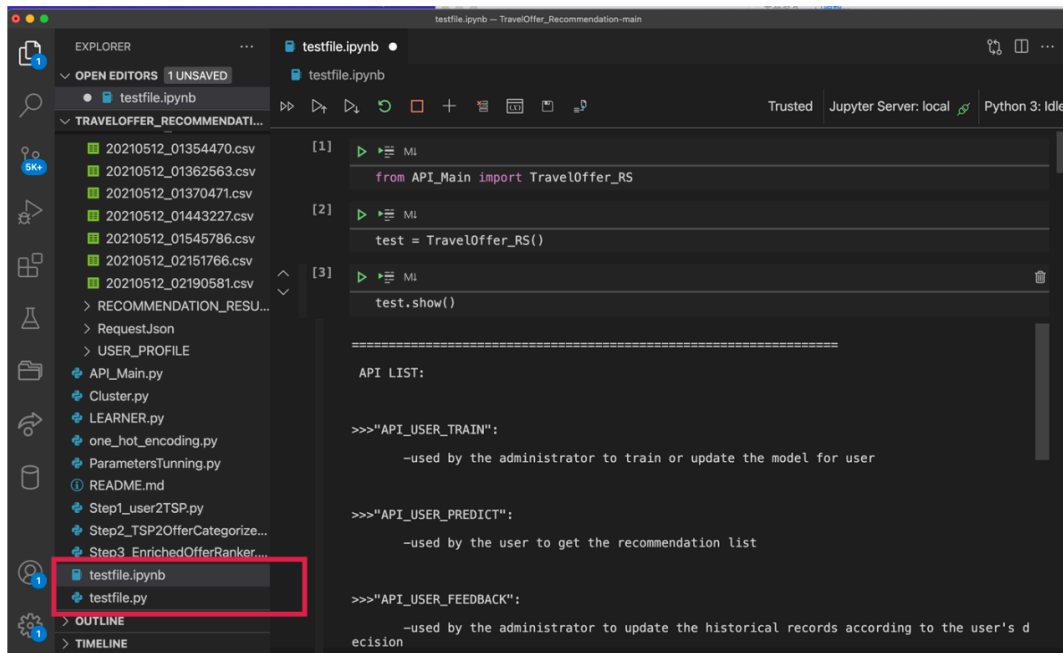 testfile.ipynb — TravelOffer_Recommendation-main
EXPLORER
OPEN EDITORS 1 UNSAVED
testfile.ipynb
TRAVELOFFER_RECOMMENDATI...
20210512_01354470.csv
20210512_01362563.csv
20210512_01370471.csv
20210512_01443227.csv
20210512_01545786.csv
20210512_02151766.csv
20210512_02190581.csv
RECOMMENDATION_RESU...
RequestJson
USER_PROFILE
API_Main.py
Cluster.py
LEARNER.py
one_hot_encoding.py
ParametersTunning.py
README.md
Step1_user2TSP.py
Step2_TSP2OfferCategorize...
Step3_EnrichedOfferRanker....
testfile.ipynb
testfile.py
OUTLINE
TIMELINE
1
5K+
1
1
testfile.ipynb
testfile.ipynb
Trusted Jupyter Server: local Python 3: Idle
[1]
M↓
from API_Main import TravelOffer_RS
[2]
M↓
test = TravelOffer_RS()
[3]
M↓
test.show()
==================================================================
API LIST:
>>>"API_USER_TRAIN":
-used by the administrator to train or update the model for user
>>>"API_USER_PREDICT":
-used by the user to get the recommendation list
>>>"API_USER_FEEDBACK":
-used by the administrator to update the historical records according to the user's d
ecision